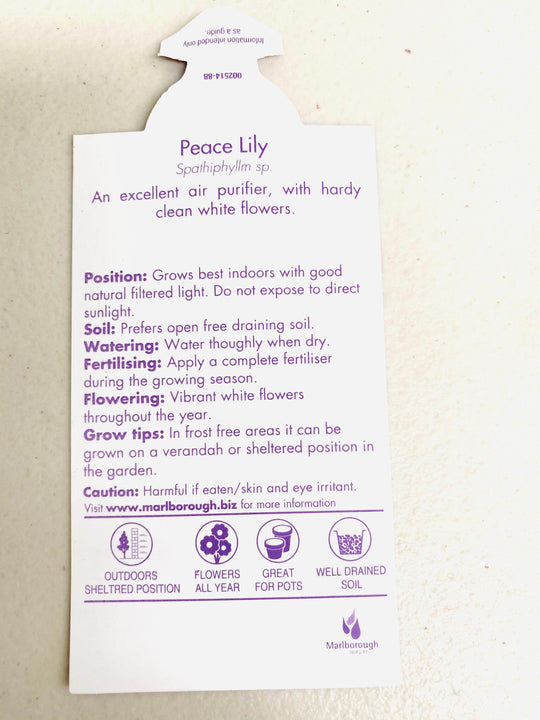 Information intended only
as a guide.
002514-88
Peace Lily
Spathiphyllm sp.
An excellent air purifier, with hardy
clean white flowers.
Position: Grows best indoors with good
natural filtered light. Do not expose to direct
sunlight.
Soil: Prefers open free draining soil.
Watering: Water thoughly when dry.
Fertilising: Apply a complete fertiliser
during the growing season.
Flowering: Vibrant white flowers
throughout the year.
Grow tips: In frost free areas it can be
grown on a verandah or sheltered position in
the garden.
Caution: Harmful if eaten/skin and eye irritant.
Visit www.marlborough.biz for more information
OUTDOORS
SHELTRED POSITION
FLOWERS
ALL YEAR
GREAT
FOR POTS
WELL DRAINED
SOIL
Marlborough